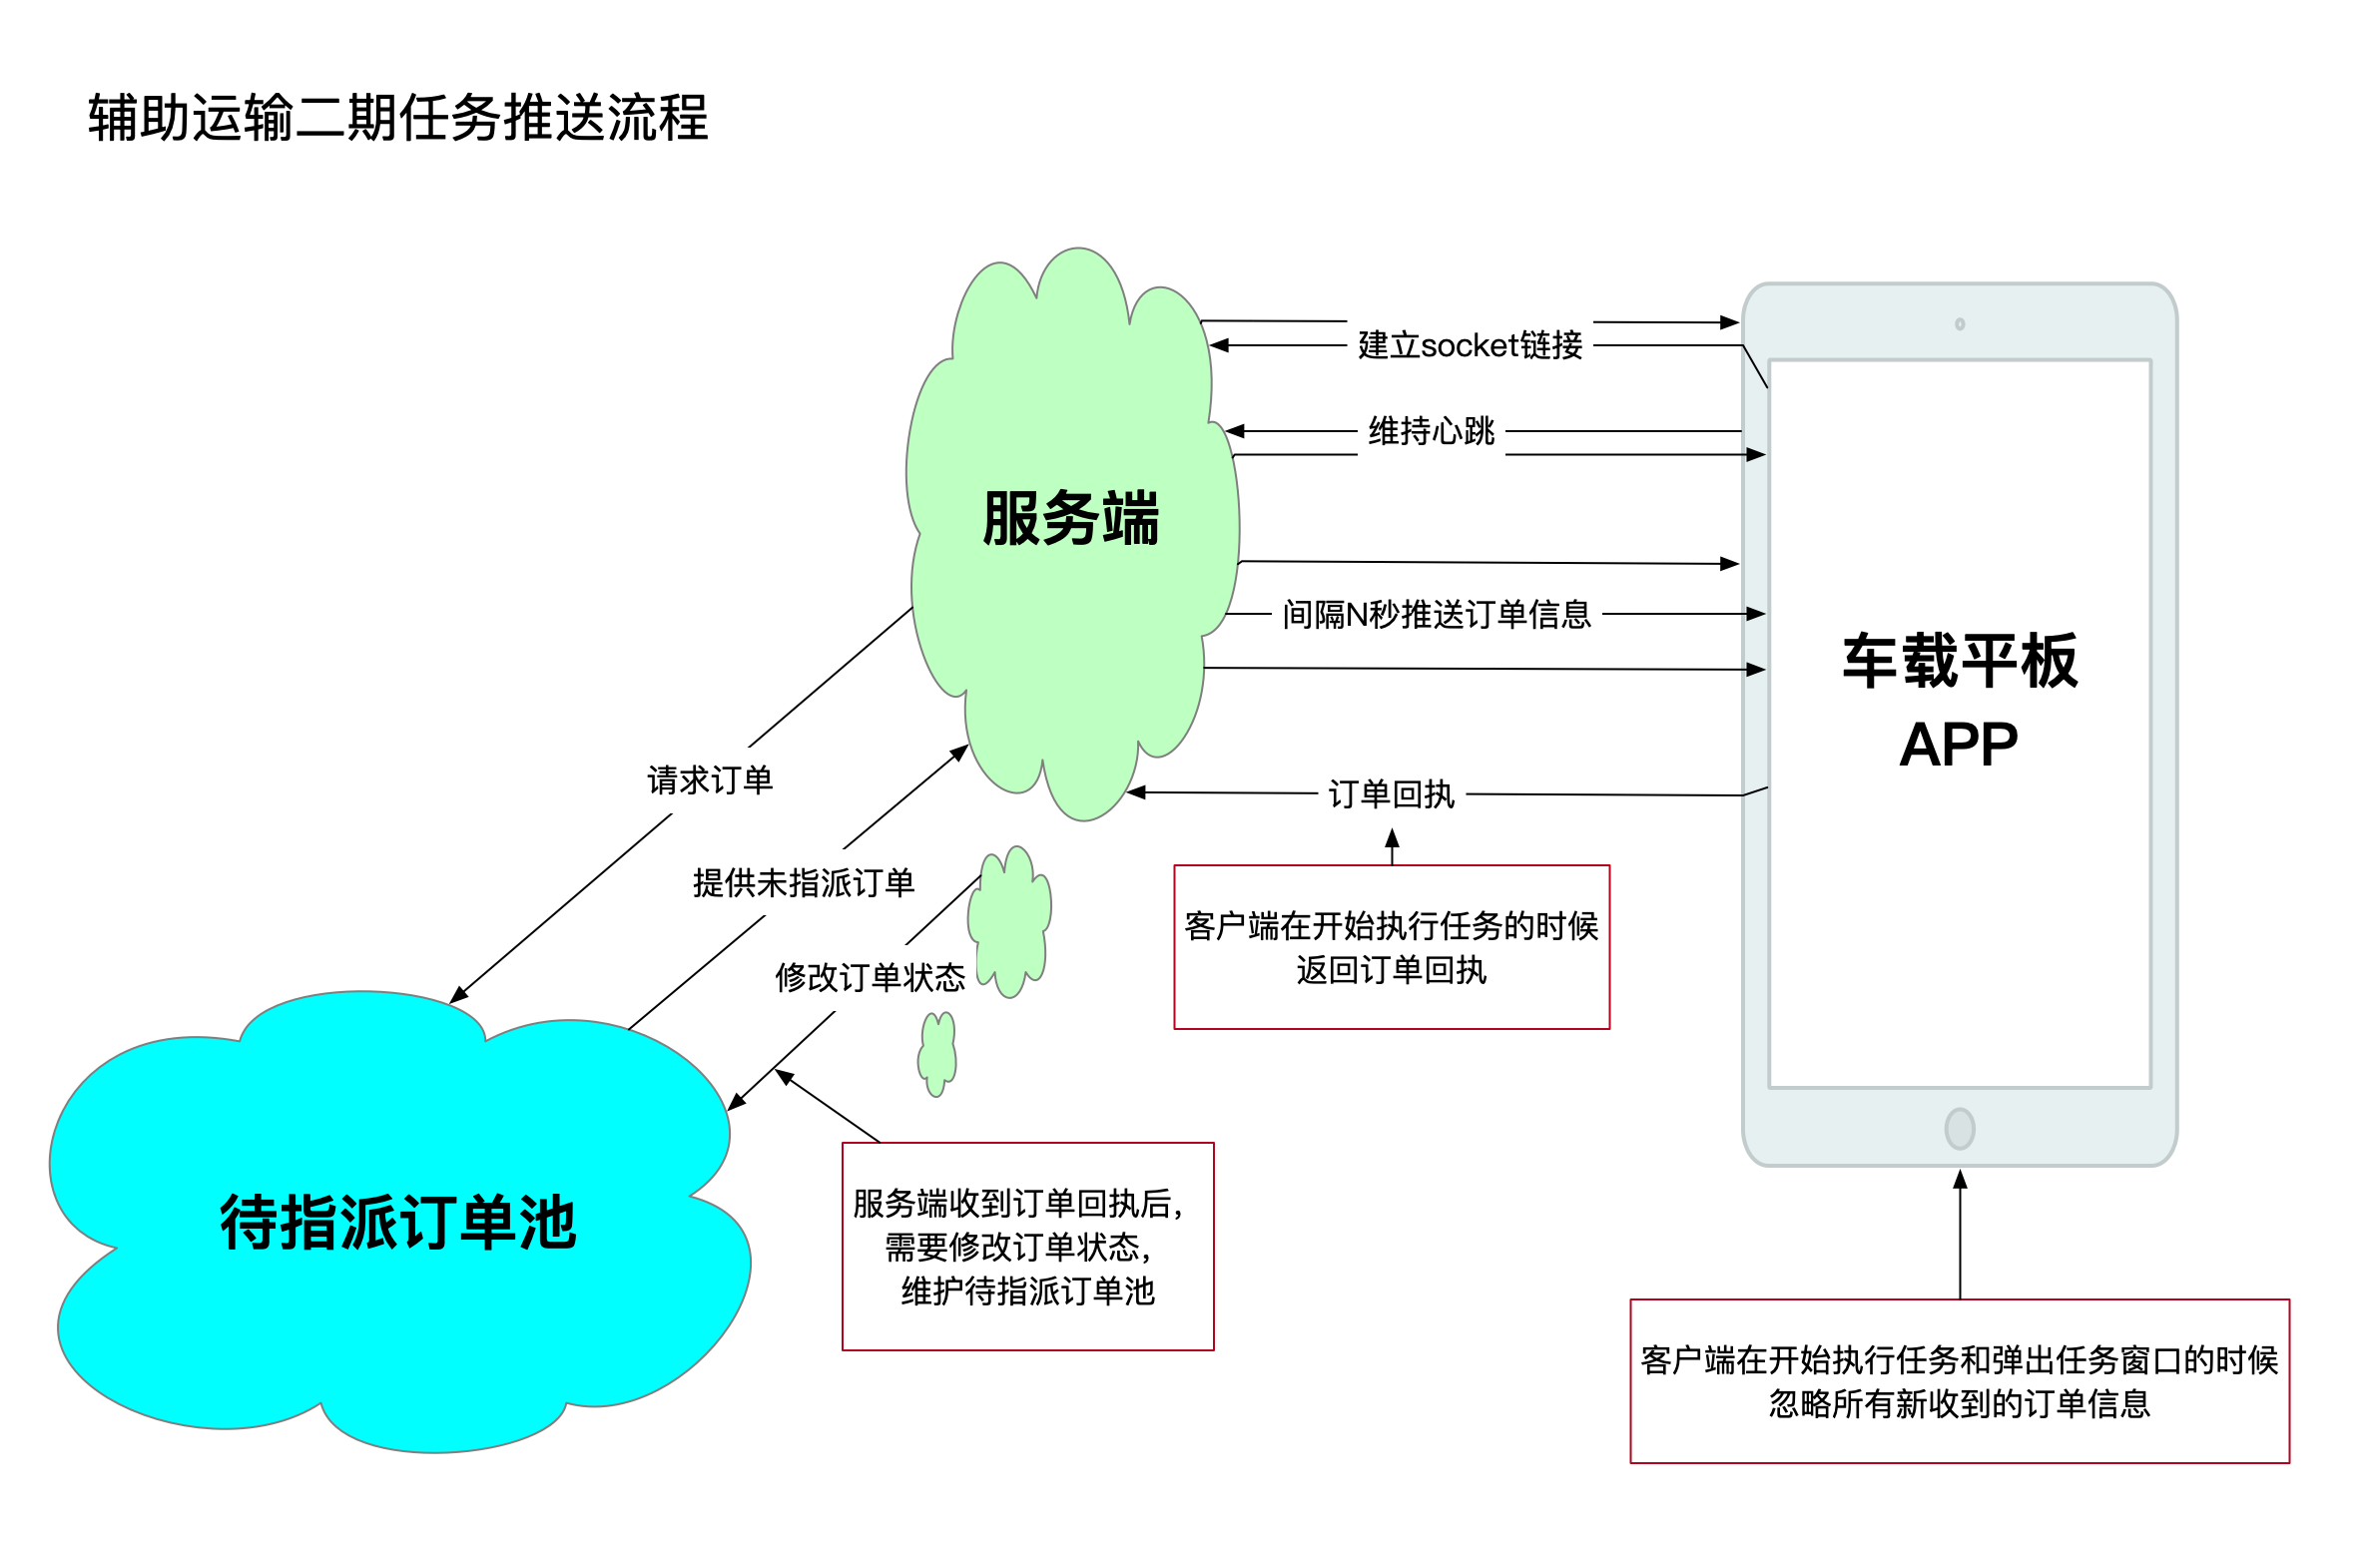 辅助运输二期任务推送流程
建立socket链接
维持心跳
服务端
间隔N秒推送订单信息
车载平板
APP
请求订单
订单回执
提供未指派订单
客户端在开始执行任务的时候
返回订单回执
修改订单状态
待指派订单池
服务端收到订单回执后，
需要修改订单状态，
维护待指派订单池
客户端在开始执行任务和弹出任务窗口的时候
忽略所有新收到的订单信息